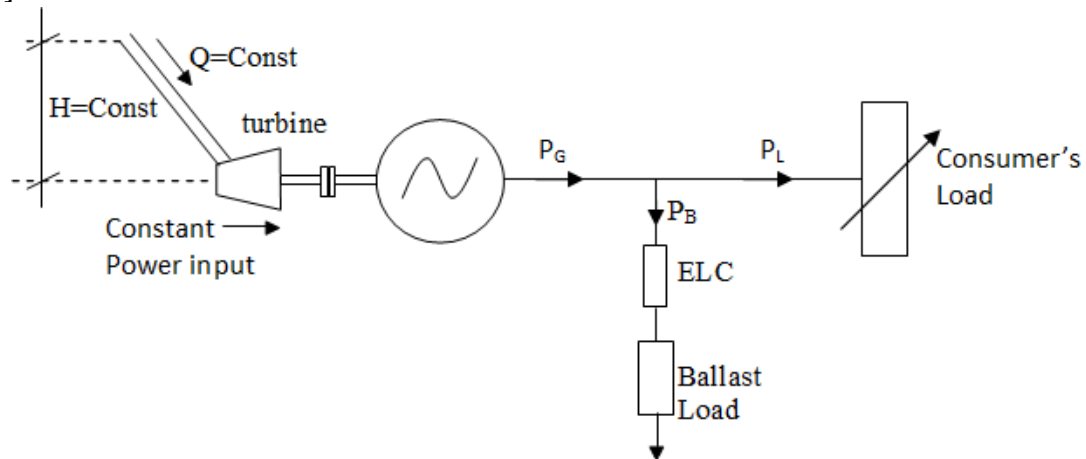 ]
Q=Const
H=Const
turbine
P_G
P_L
Consumer's
Load
P_B
Constant
Power input
ELC
Ballast
Load